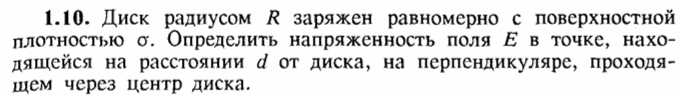 1.10. Диск радиусом R заряжен равномерно с поверхностной
плотностью σ. Определить напряженность поля E в точке, нахо-
дящейся на расстоянии d от диска, на перпендикуляре, проходя-
щем через центр диска.